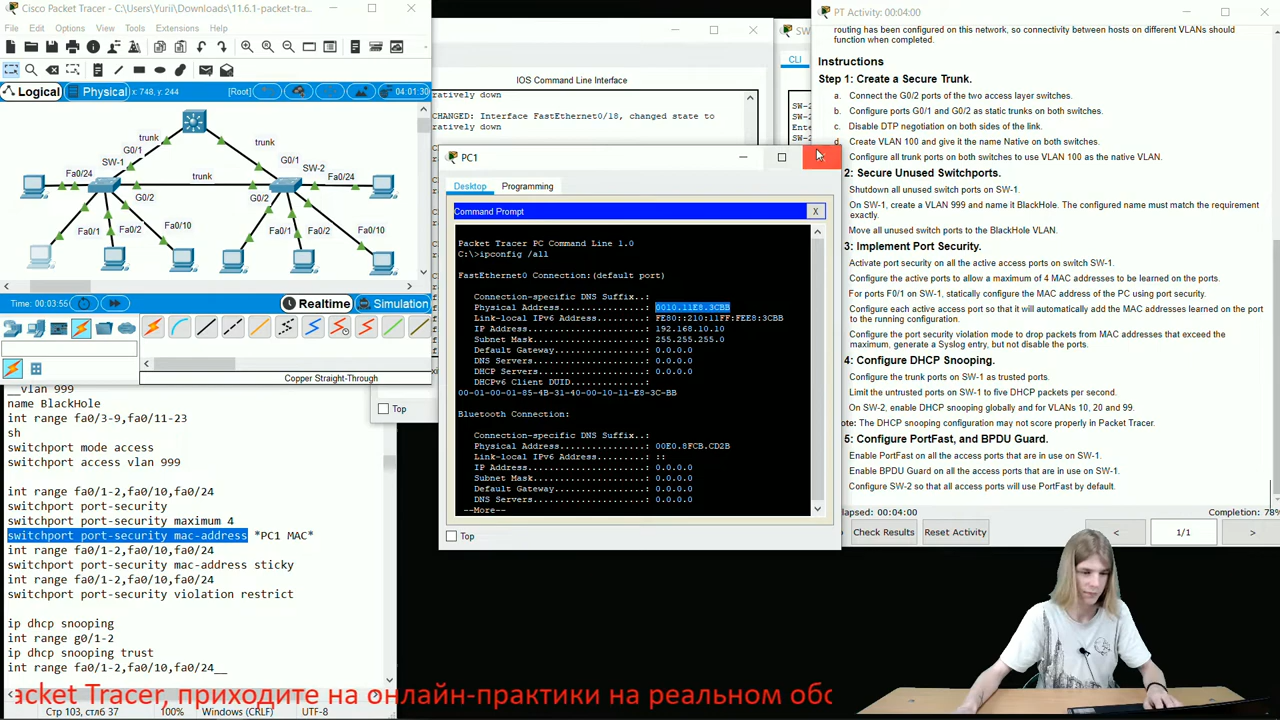 Cisco Packet Tracer - C:\Users\Yurii\Downloads\11.6.1-packet-tra...
File Edit Options View Tools Extensions Help
Logical Physical x: 748, y: 244 [Root] 04:01:30
trunk trunk
G0/1 G0/1
SW-1 SW-2
Fa0/24 trunk Fa0/24
G0/2 G0/2
Fa0/1 Fa0/2 Fa0/10 Fa0/1 Fa0/2 Fa0/10
Time: 00:03:55 Realtime Simulation
Copper Straight-Through
__vlan 999
name BlackHole
int range fa0/3-9,fa0/11-23
sh
switchport mode access
switchport access vlan 999
int range fa0/1-2,fa0/10,fa0/24
switchport port-security
switchport port-security maximum 4
switchport port-security mac-address *PC1 MAC*
int range fa0/1-2,fa0/10,fa0/24
switchport port-security mac-address sticky
int range fa0/1-2,fa0/10,fa0/24
switchport port-security violation restrict
ip dhcp snooping
int range g0/1-2
ip dhcp snooping trust
int range fa0/1-2,fa0/10,fa0/24__
Стр 103, стлб 37 100% Windows (CRLF) UTF-8
IOS Command Line Interface
ratively down
CHANGED: Interface FastEthernet0/18, changed state to
ratively down
Top
SW
CLI
SW-2
Ente
SW-2
PC1
Desktop Programming
Command Prompt X
Packet Tracer PC Command Line 1.0
C:\>ipconfig /all
FastEthernet0 Connection:(default port)
Connection-specific DNS Suffix..:
Physical Address................: 0010.11E8.3CBB
Link-local IPv6 Address.........: FE80::210:11FF:FEE8:3CBB
IP Address......................: 192.168.10.10
Subnet Mask.....................: 255.255.255.0
Default Gateway.................: 0.0.0.0
DNS Servers.....................: 0.0.0.0
DHCP Servers....................: 0.0.0.0
DHCPv6 Client DUID..............:
00-01-00-01-85-4B-31-40-00-10-11-E8-3C-BB
Bluetooth Connection:
Connection-specific DNS Suffix..:
Physical Address................: 00E0.8FCB.CD2B
Link-local IPv6 Address.........: ::
IP Address......................: 0.0.0.0
Subnet Mask.....................: 0.0.0.0
Default Gateway.................: 0.0.0.0
DNS Servers.....................: 0.0.0.0
--More--
Top
PT Activity: 00:04:00
routing has been configured on this network, so connectivity between hosts on different VLANs should
function when completed.
Instructions
Step 1: Create a Secure Trunk.
a. Connect the G0/2 ports of the two access layer switches.
b. Configure ports G0/1 and G0/2 as static trunks on both switches.
c. Disable DTP negotiation on both sides of the link.
d. Create VLAN 100 and give it the name Native on both switches.
Configure all trunk ports on both switches to use VLAN 100 as the native VLAN.
2: Secure Unused Switchports.
Shutdown all unused switch ports on SW-1.
On SW-1, create a VLAN 999 and name it BlackHole. The configured name must match the requirement
exactly.
Move all unused switch ports to the BlackHole VLAN.
3: Implement Port Security.
Activate port security on all the active access ports on switch SW-1.
Configure the active ports to allow a maximum of 4 MAC addresses to be learned on the ports.
For ports F0/1 on SW-1, statically configure the MAC address of the PC using port security.
Configure each active access port so that it will automatically add the MAC addresses learned on the port
to the running configuration.
Configure the port security violation mode to drop packets from MAC addresses that exceed the
maximum, generate a Syslog entry, but not disable the ports.
4: Configure DHCP Snooping.
Configure the trunk ports on SW-1 as trusted ports.
Limit the untrusted ports on SW-1 to five DHCP packets per second.
On SW-2, enable DHCP snooping globally and for VLANs 10, 20 and 99.
ote: The DHCP snooping configuration may not score properly in Packet Tracer.
5: Configure PortFast, and BPDU Guard.
Enable PortFast on all the access ports that are in use on SW-1.
Enable BPDU Guard on all the access ports that are in use on SW-1.
Configure SW-2 so that all access ports will use PortFast by default.
lapsed: 00:04:00 Completion: 78%
Check Results Reset Activity < 1/1 >
acket Tracer, приходите на онлайн-практики на реальном обс